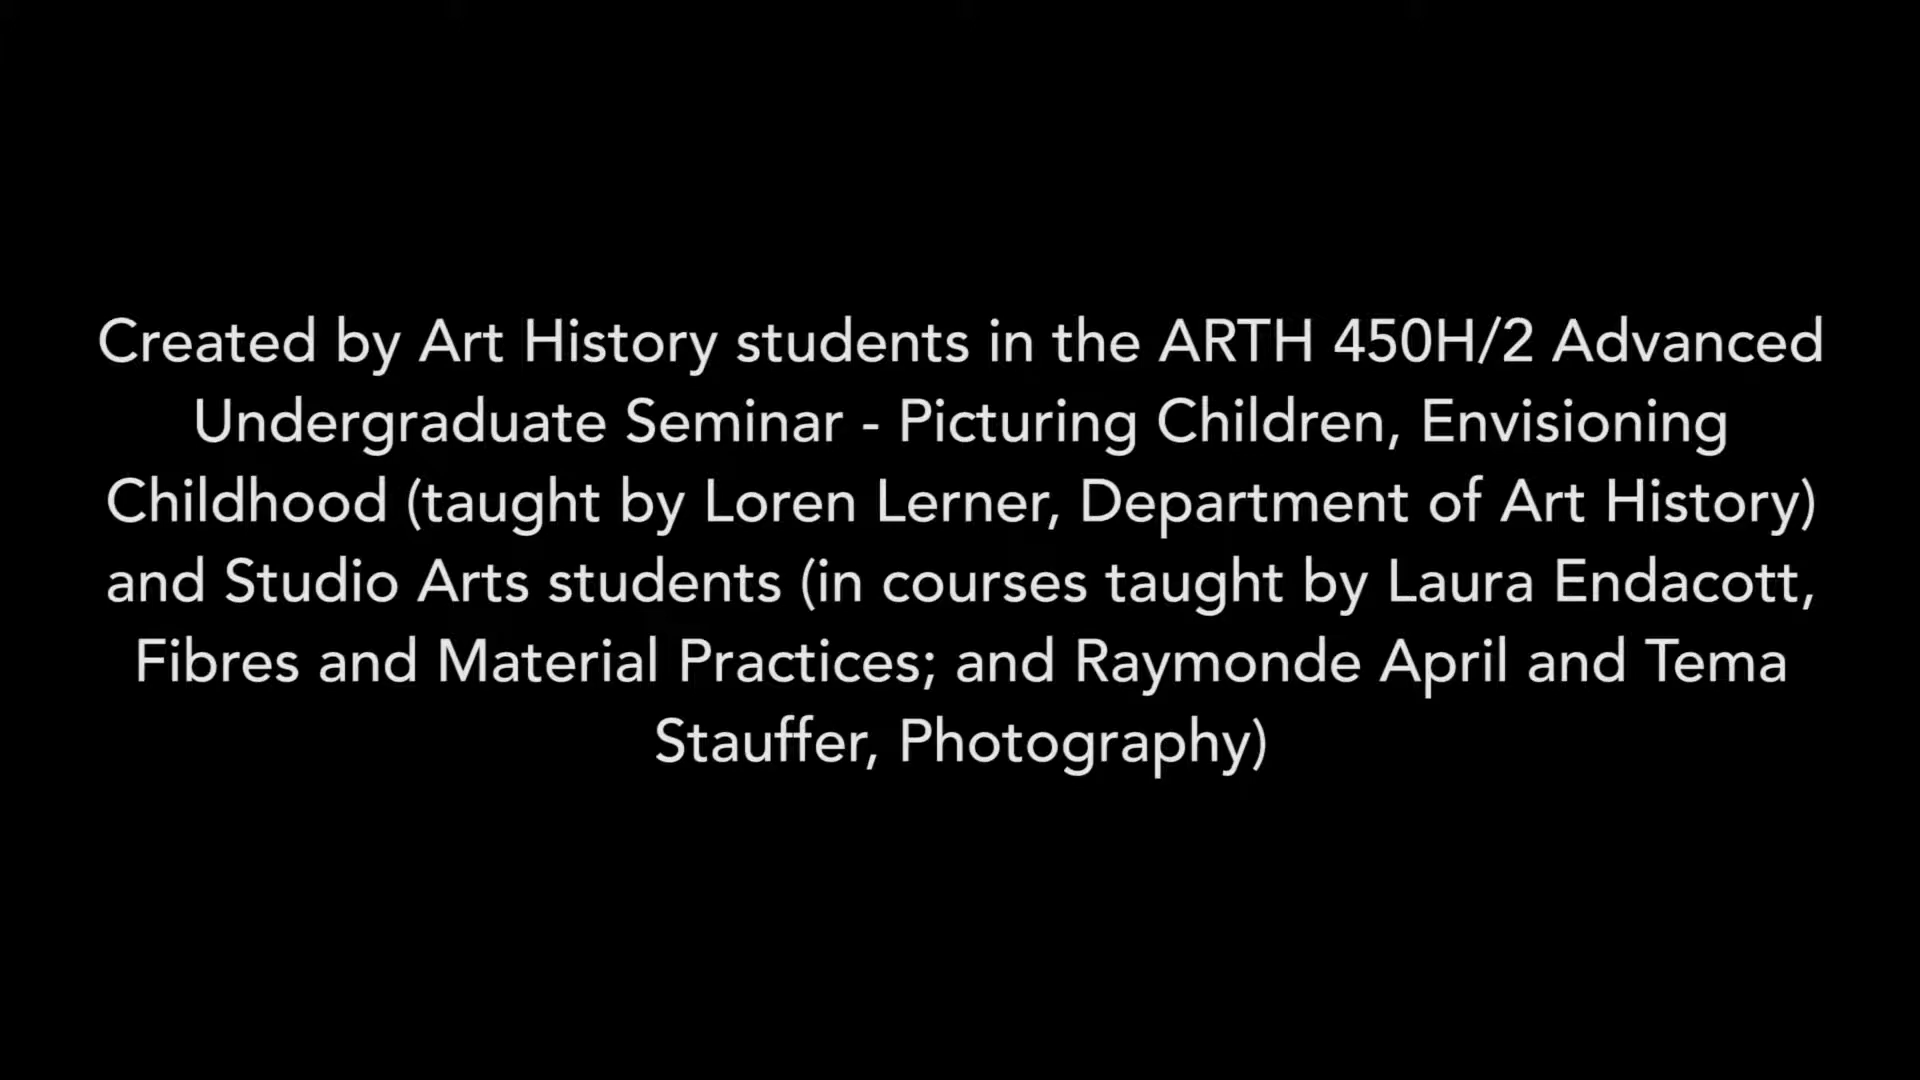 Created by Art History students in the ARTH 450H/2 Advanced
Undergraduate Seminar - Picturing Children, Envisioning
Childhood (taught by Loren Lerner, Department of Art History)
and Studio Arts students (in courses taught by Laura Endacott,
Fibres and Material Practices; and Raymonde April and Tema
Stauffer, Photography)